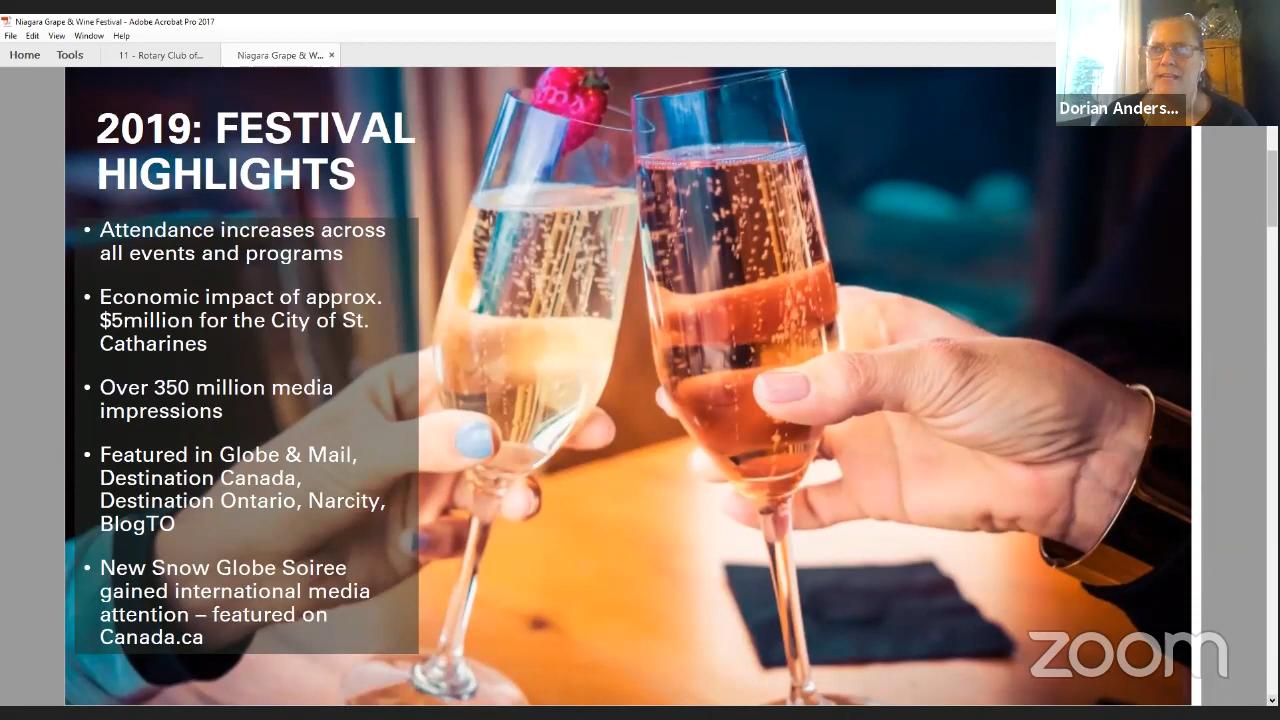 Niagara Grape & Wine Festival - Adobe Acrobat Pro 2017
File Edit View Window Help
Home Tools 11 - Rotary Club of... Niagara Grape & W... ×
Dorian Anders...
2019: FESTIVAL
HIGHLIGHTS
• Attendance increases across
all events and programs
• Economic impact of approx.
$5million for the City of St.
Catharines
• Over 350 million media
impressions
• Featured in Globe & Mail,
Destination Canada,
Destination Ontario, Narcity,
BlogTO
• New Snow Globe Soiree
gained international media
attention – featured on
Canada.ca
zoom